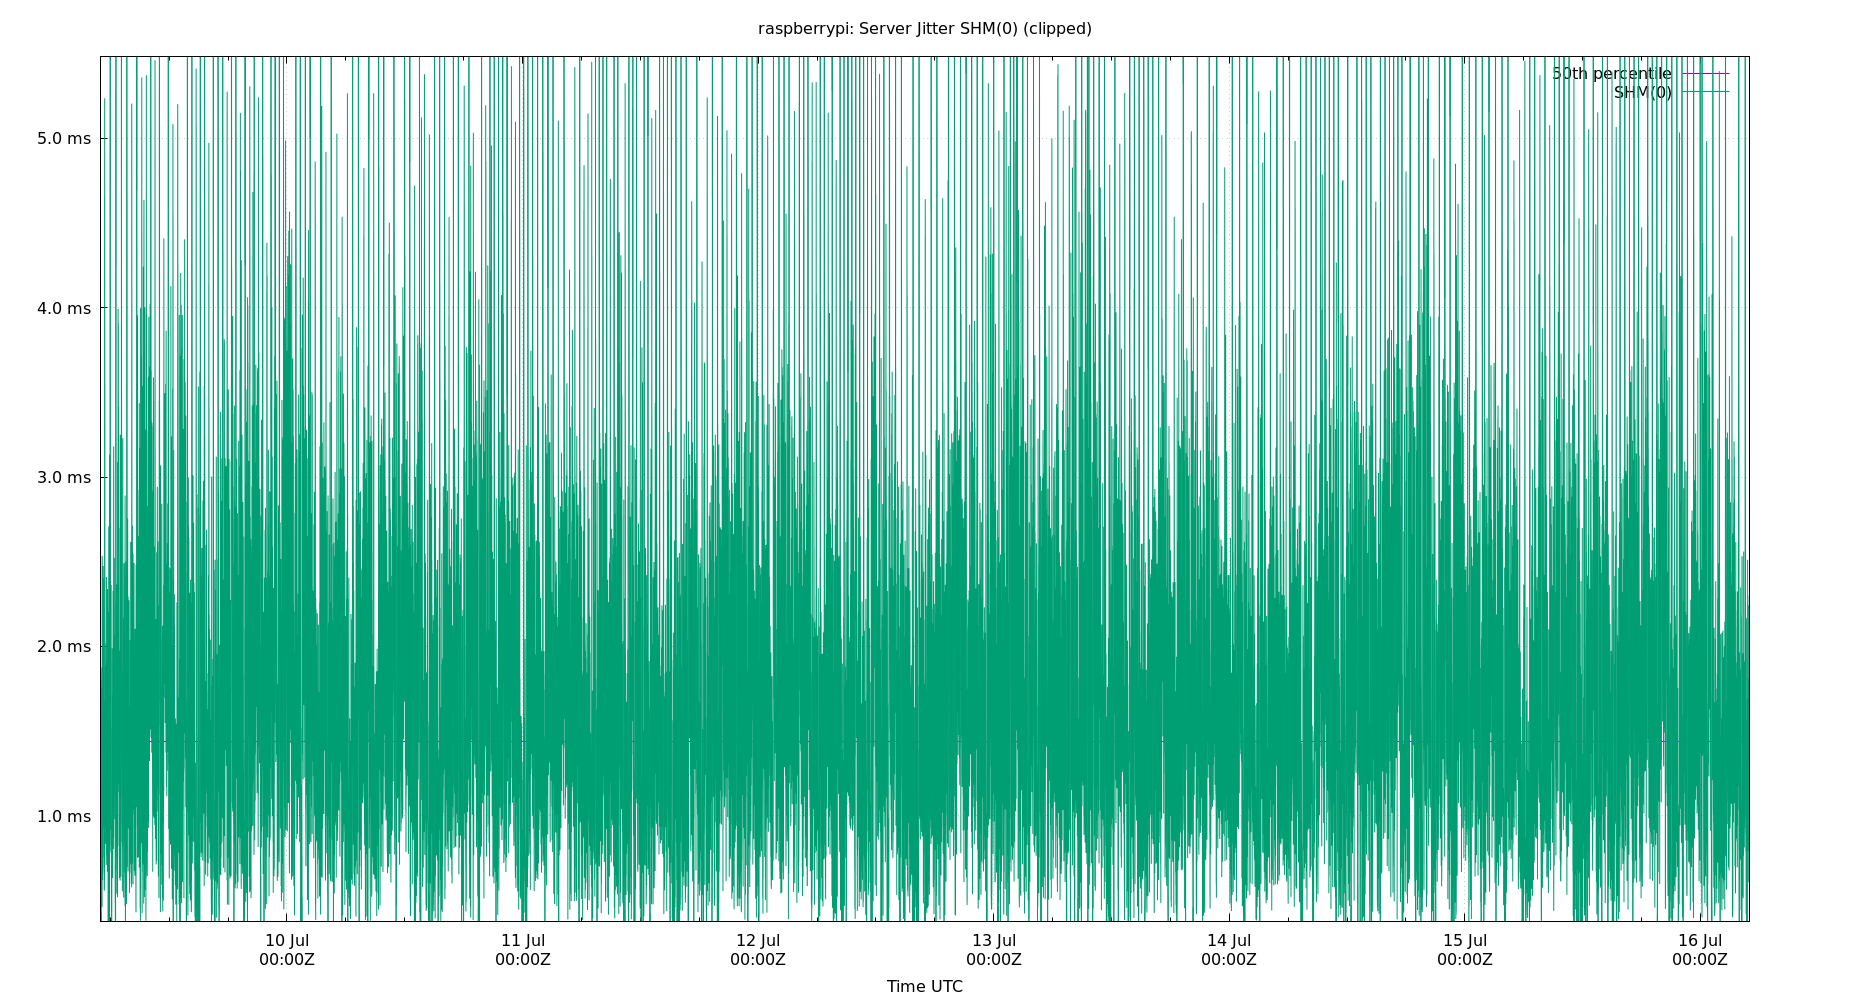 raspberrypi: Server Jitter SHM(0) (clipped)
50th percentile
SHM(0)
5.0 ms
4.0 ms
3.0 ms
2.0 ms
1.0 ms
10 Jul 11 Jul 12 Jul 13 Jul 14 Jul 15 Jul 16 Jul
00:00Z 00:00Z 00:00Z 00:00Z 00:00Z 00:00Z 00:00Z
Time UTC